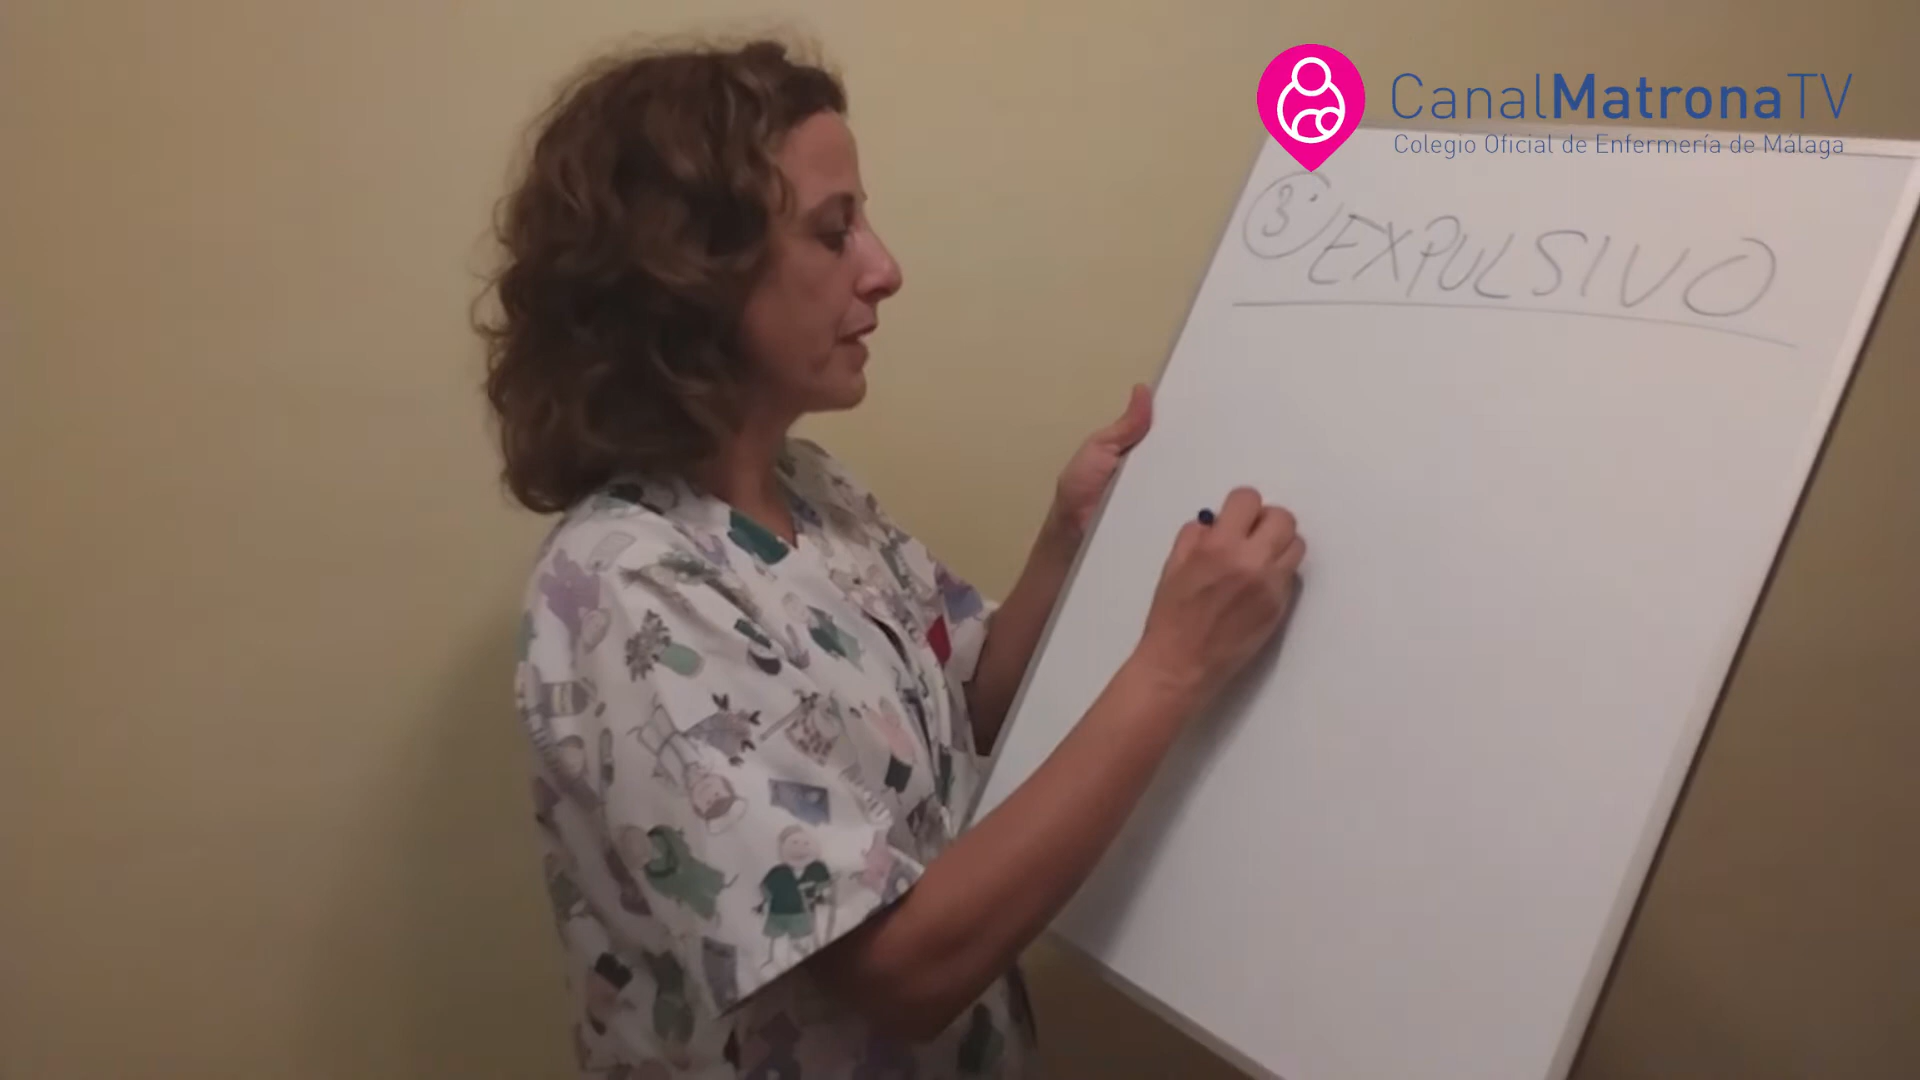 CanalMatronaTV
Colegio Oficial de Enfermería de Málaga
3º EXPULSIVO